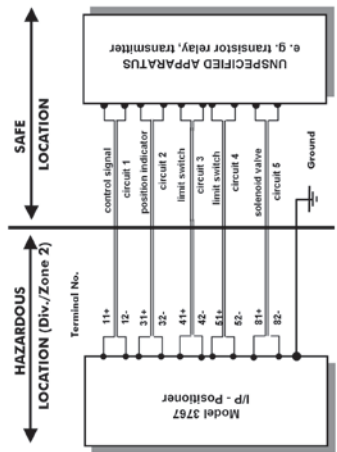 HAZARDOUS
LOCATION (Div./Zone 2)
SAFE
LOCATION
Terminal No.
11+
12-
31+
32-
41+
42-
51+
52-
81+
82-
control signal
circuit 1
position indicator
circuit 2
limit switch
circuit 3
limit switch
circuit 4
solenoid valve
circuit 5
Ground
Model 3767
I/P - Positioner
UNSPECIFIED APPARATUS
e. g. transistor relay, transmitter